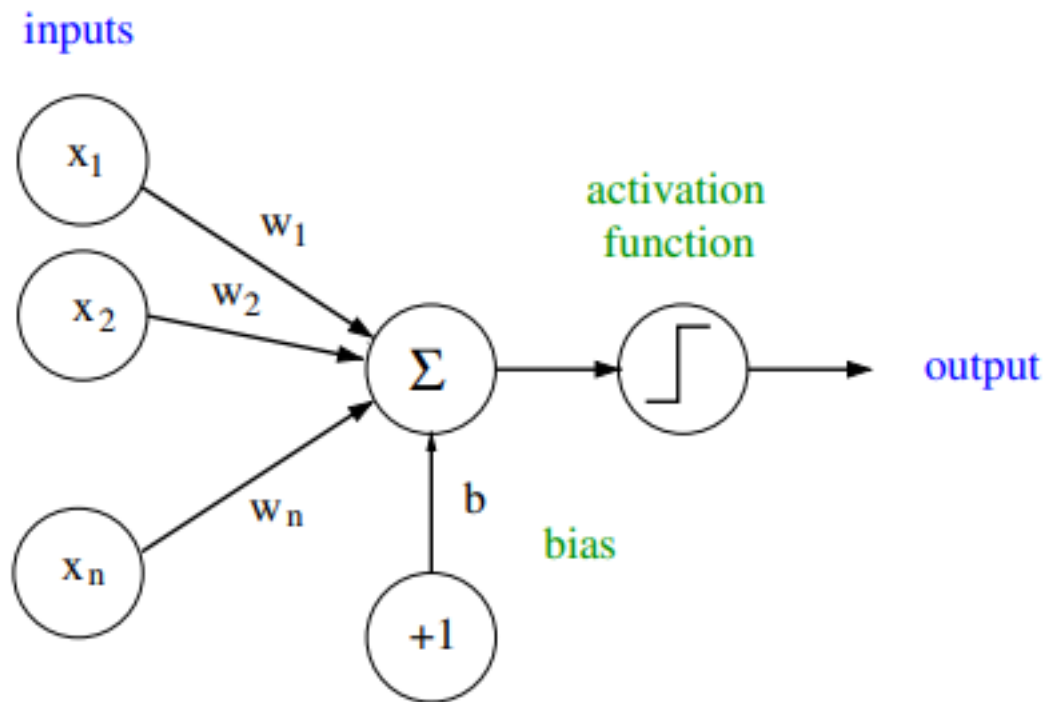 inputs
x1
w1
activation
function
x2
w2
Σ
output
wn
b
bias
xn
+1